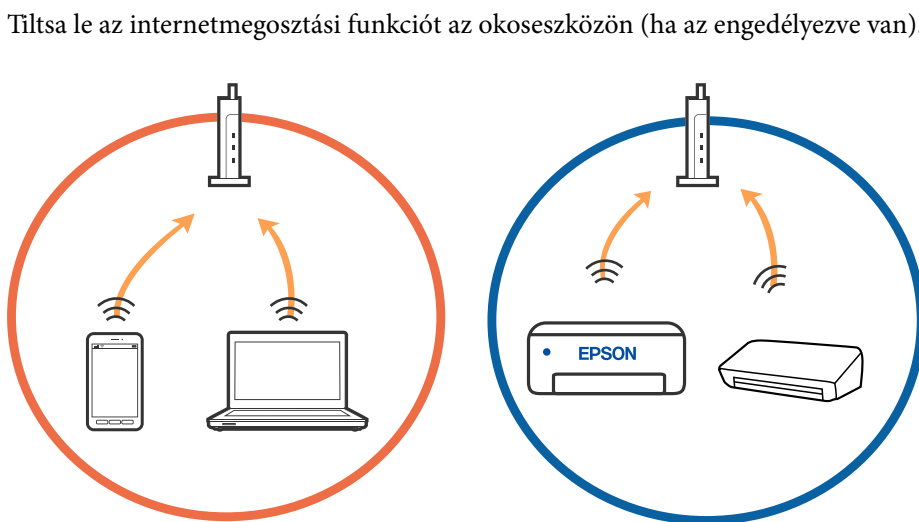 Tiltsa le az internetmegosztási funkciót az okoseszközön (ha az engedélyezve van).
EPSON